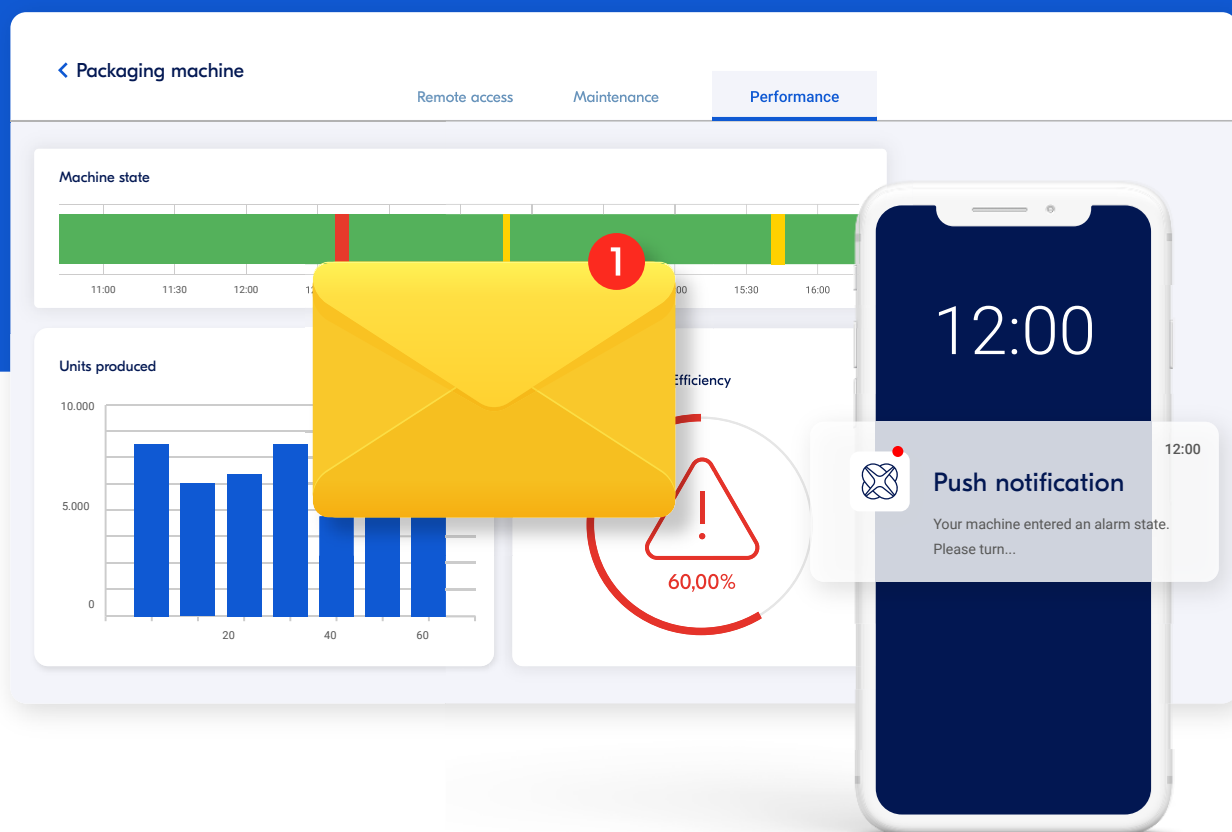 Packaging machine
Remote access
Maintenance
Performance
Machine state
11:00
11:30
12:00
15:30
16:00
Units produced
10.000
5.000
0
20
40
60
1
Efficiency
60,00%
12:00
12:00
Push notification
Your machine entered an alarm state.
Please turn...